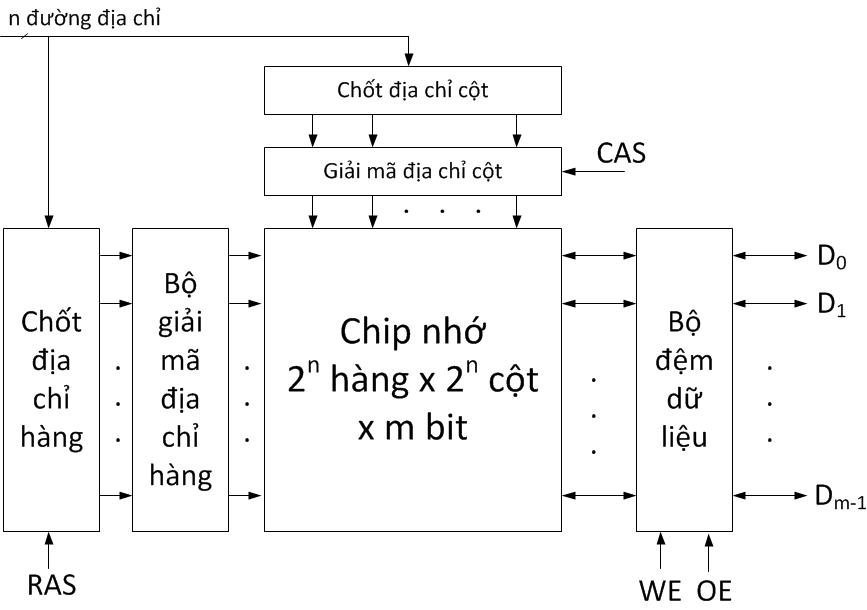 n đường địa chỉ
Chốt địa chỉ cột
Giải mã địa chỉ cột
CAS
Chốt
địa
chỉ
hàng
Bộ
giải
mã
địa
chỉ
hàng
Chip nhớ
2ⁿ hàng x 2ⁿ cột
x m bit
Bộ
đệm
dữ
liệu
D₀
D₁
Dₘ₋₁
RAS
WE OE